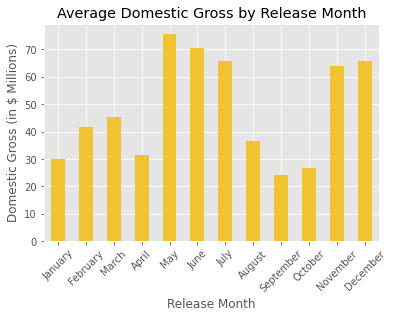 Average Domestic Gross by Release Month
Domestic Gross (in $ Millions)
70
60
50
40
30
20
10
0
January
February
March
April
May
June
July
August
September
October
November
December
Release Month